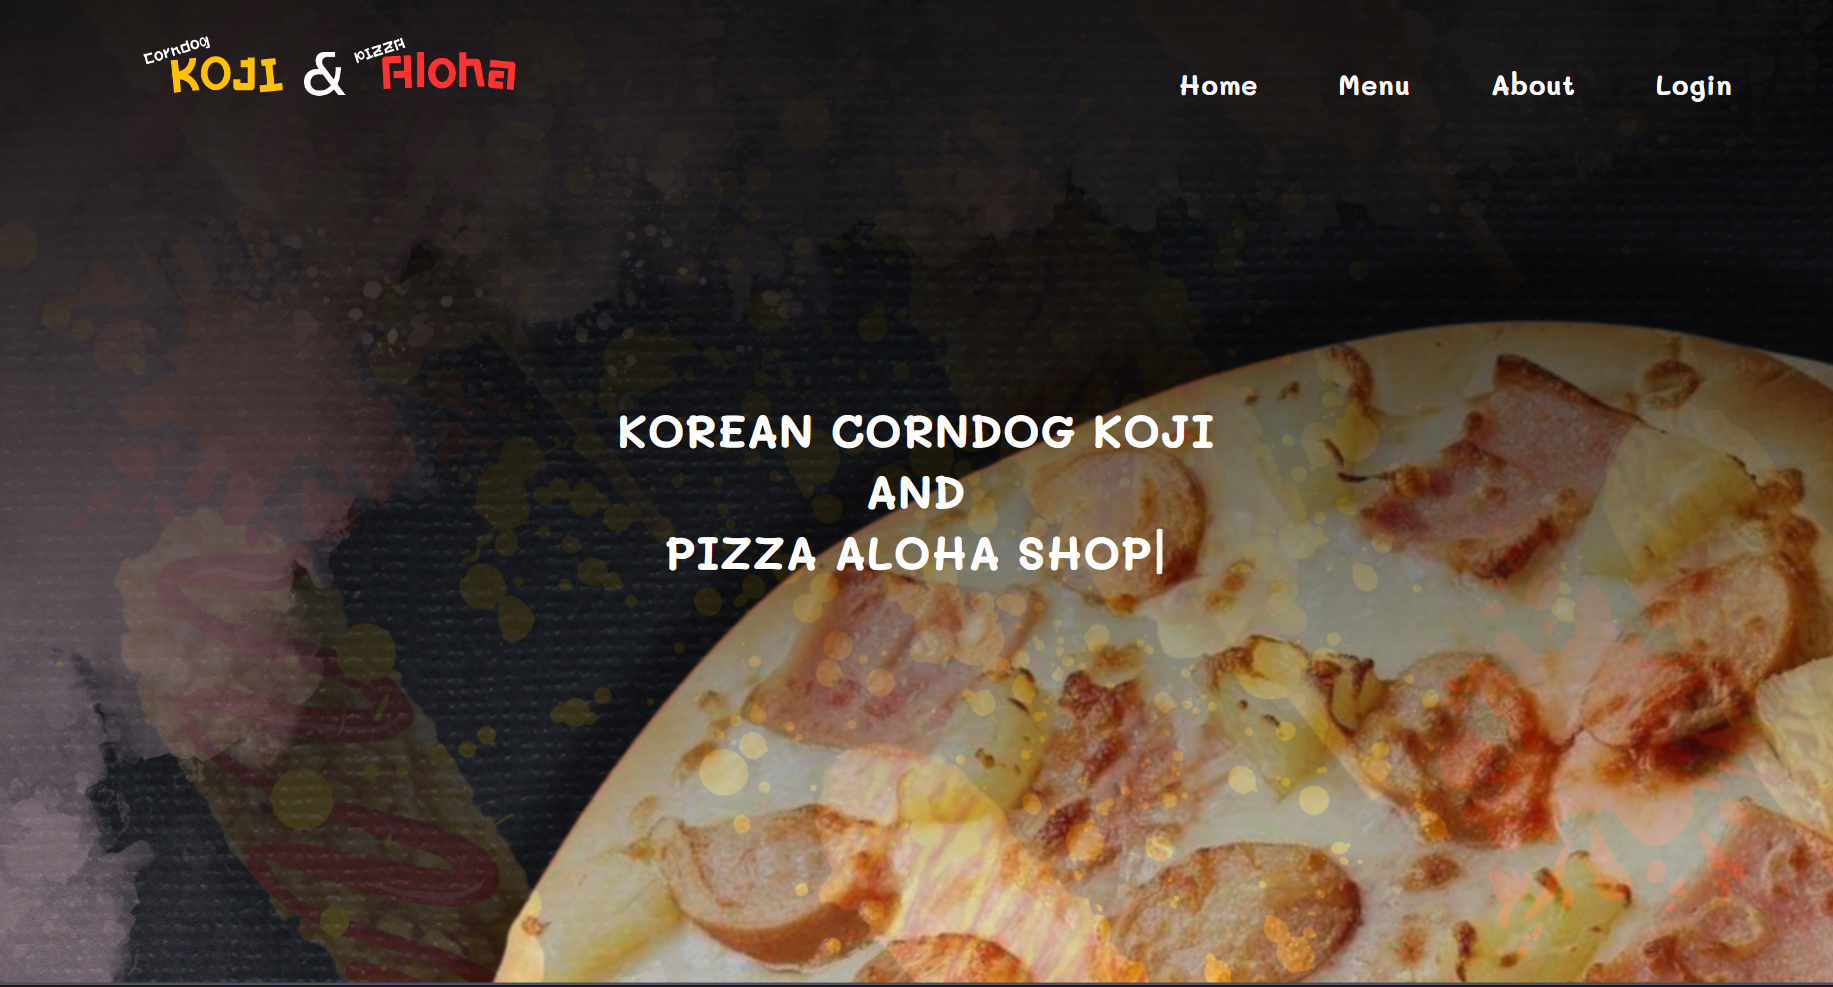 Corndog
KOJI & pizza Aloha
Home Menu About Login
KOREAN CORNDOG KOJI
AND
PIZZA ALOHA SHOP|